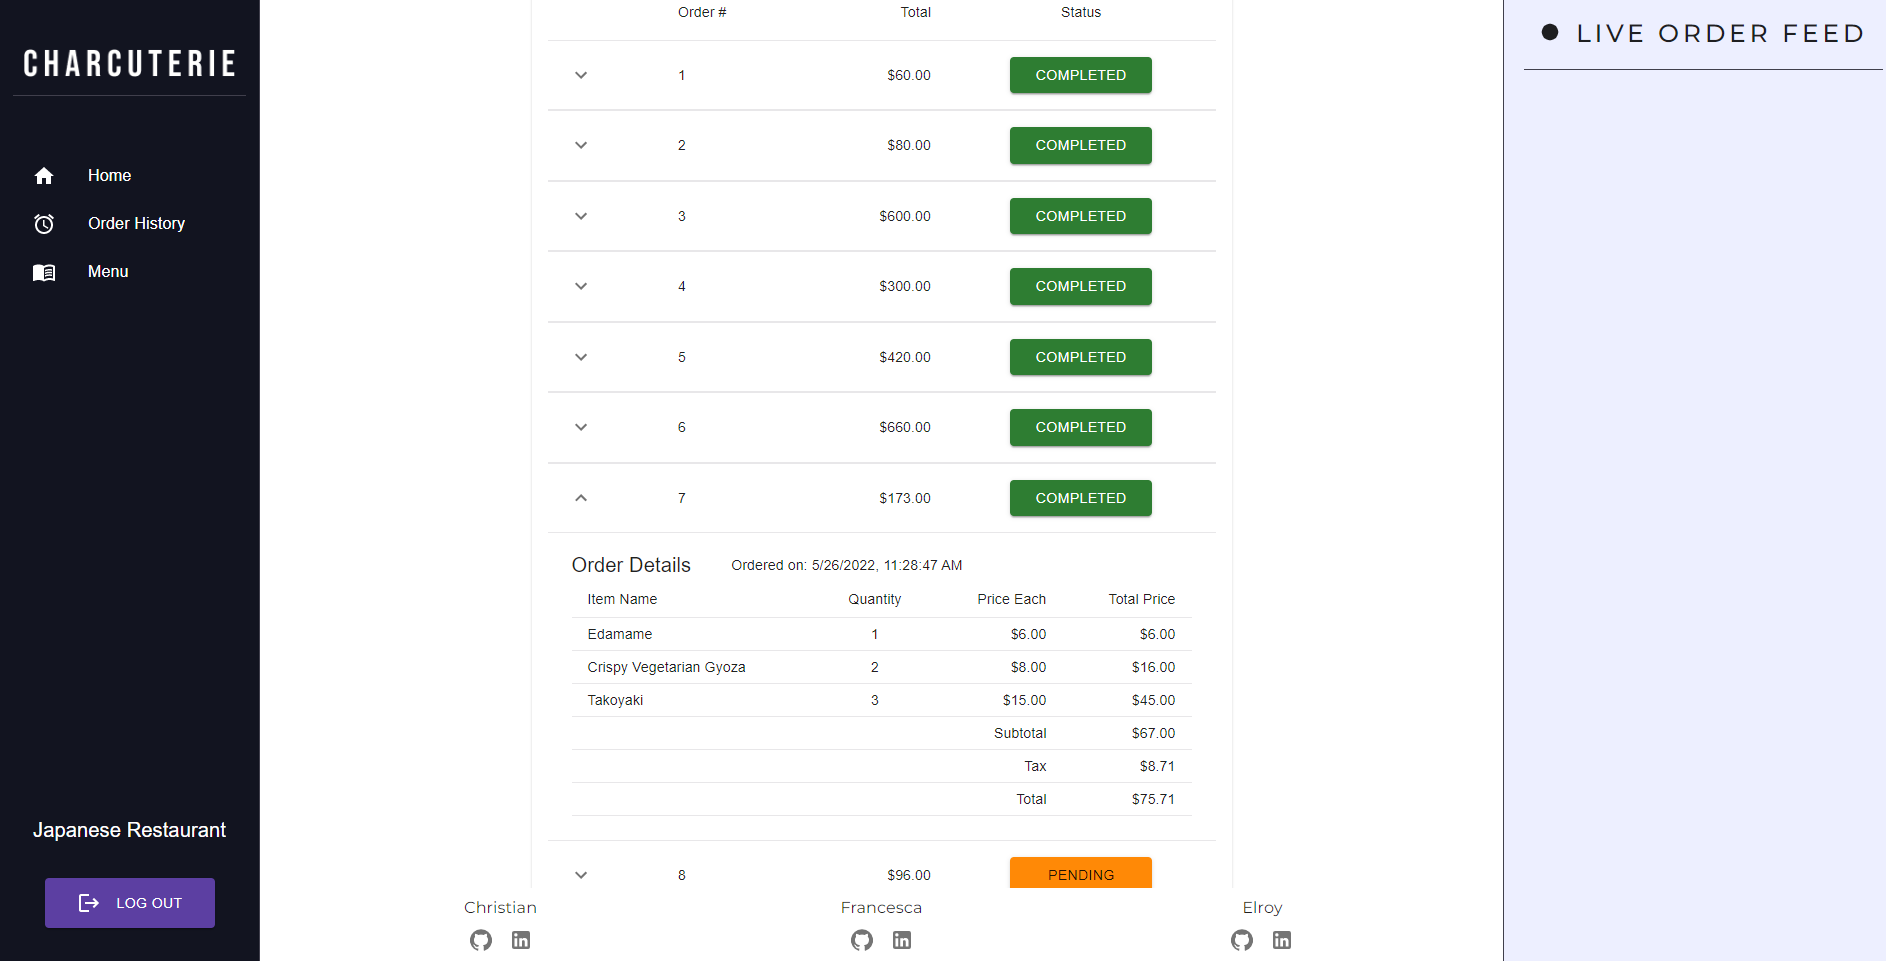 CHARCUTERIE
Home
Order History
Menu
Japanese Restaurant
LOG OUT
Order # Total Status
1 $60.00 COMPLETED
2 $80.00 COMPLETED
3 $600.00 COMPLETED
4 $300.00 COMPLETED
5 $420.00 COMPLETED
6 $660.00 COMPLETED
7 $173.00 COMPLETED
Order Details Ordered on: 5/26/2022, 11:28:47 AM
Item Name Quantity Price Each Total Price
Edamame 1 $6.00 $6.00
Crispy Vegetarian Gyoza 2 $8.00 $16.00
Takoyaki 3 $15.00 $45.00
Subtotal $67.00
Tax $8.71
Total $75.71
8 $96.00 PENDING
Christian Francesca Elroy
LIVE ORDER FEED